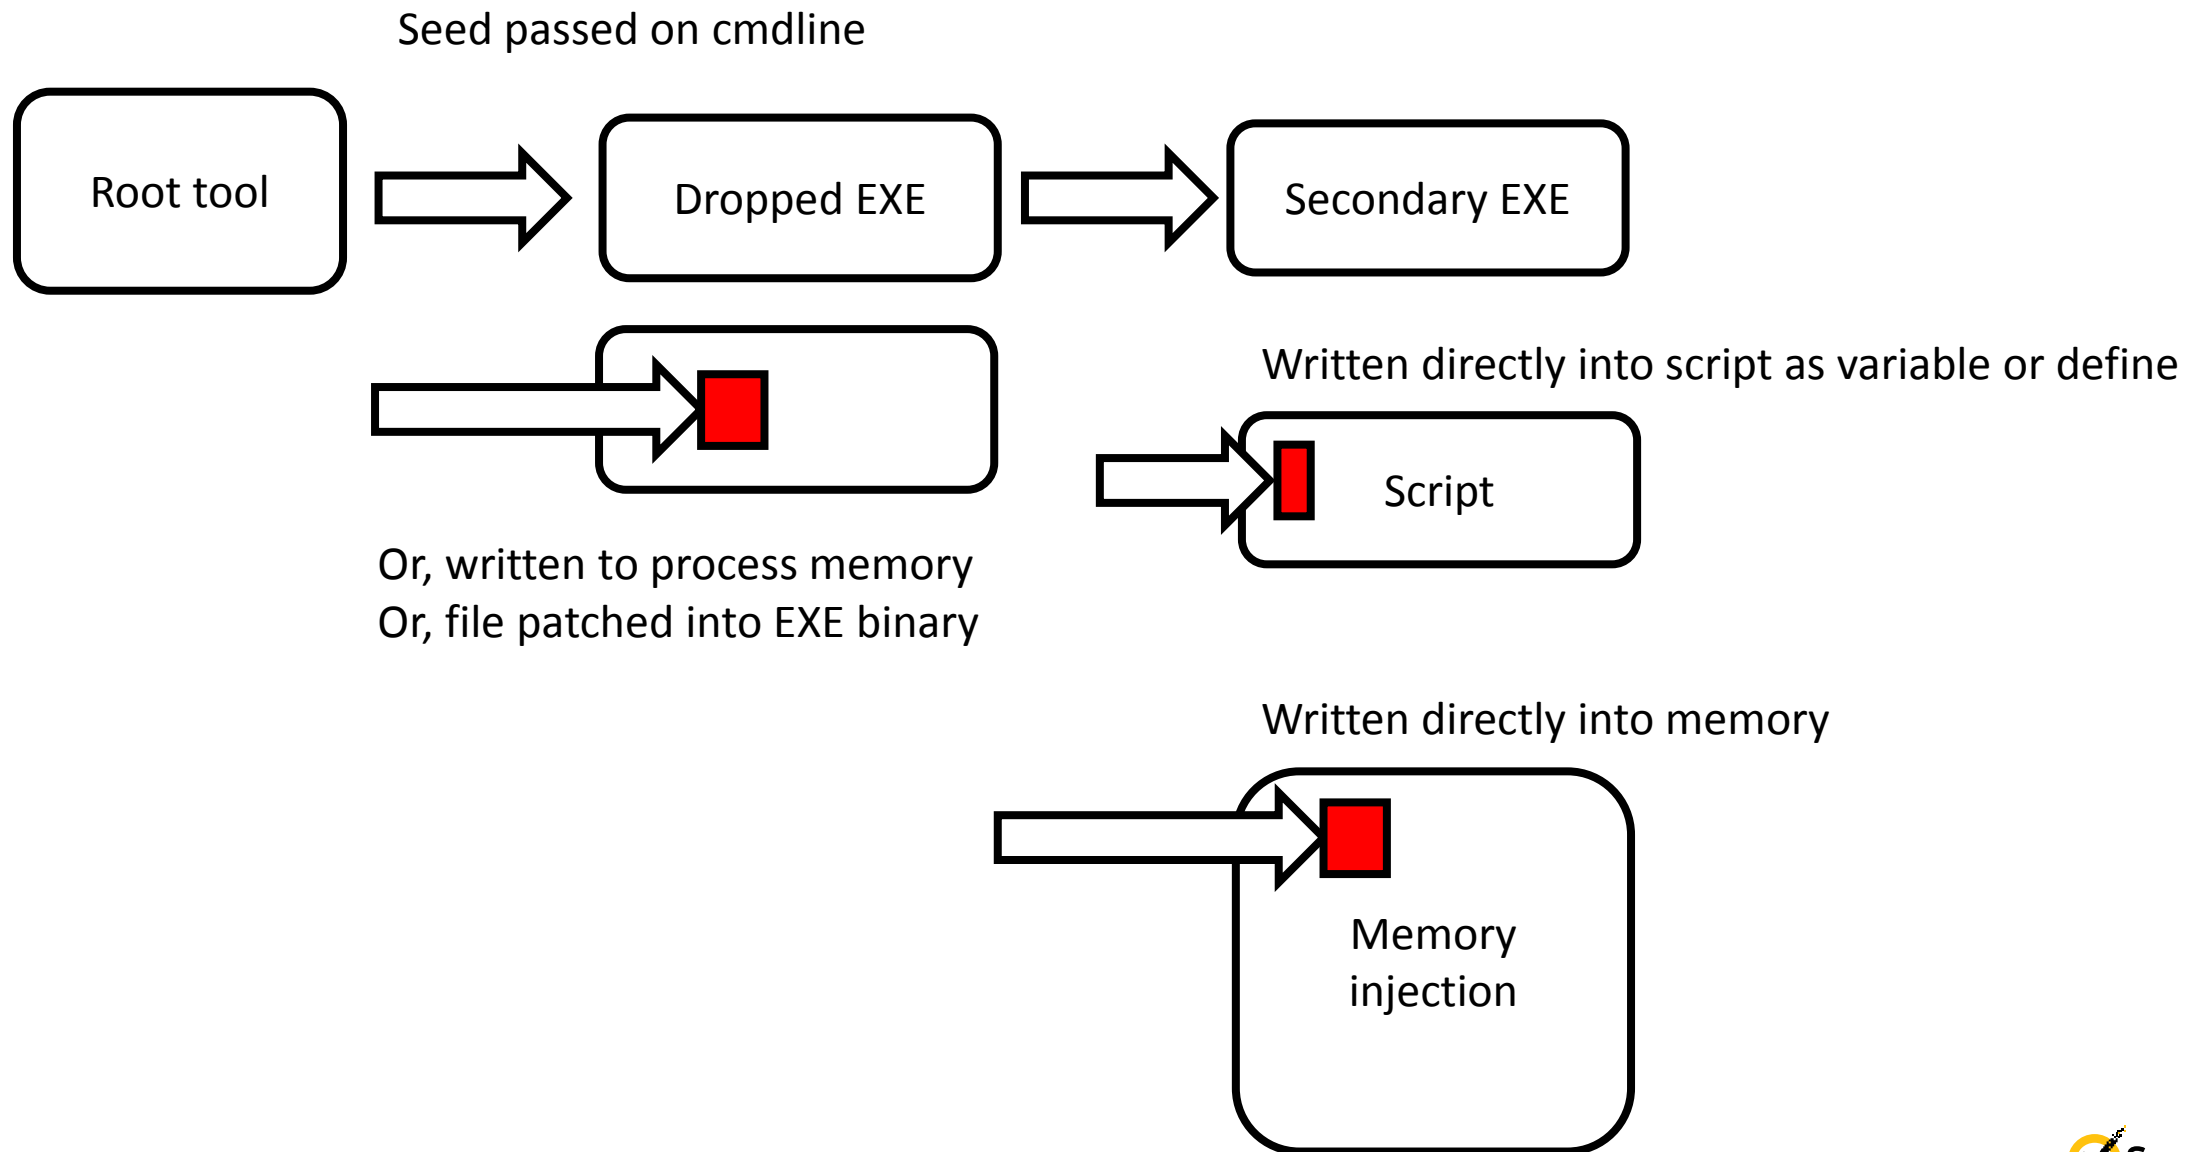 Seed passed on cmdline
Root tool
Dropped EXE
Secondary EXE
Written directly into script as variable or define
Script
Or, written to process memory
Or, file patched into EXE binary
Written directly into memory
Memory
injection